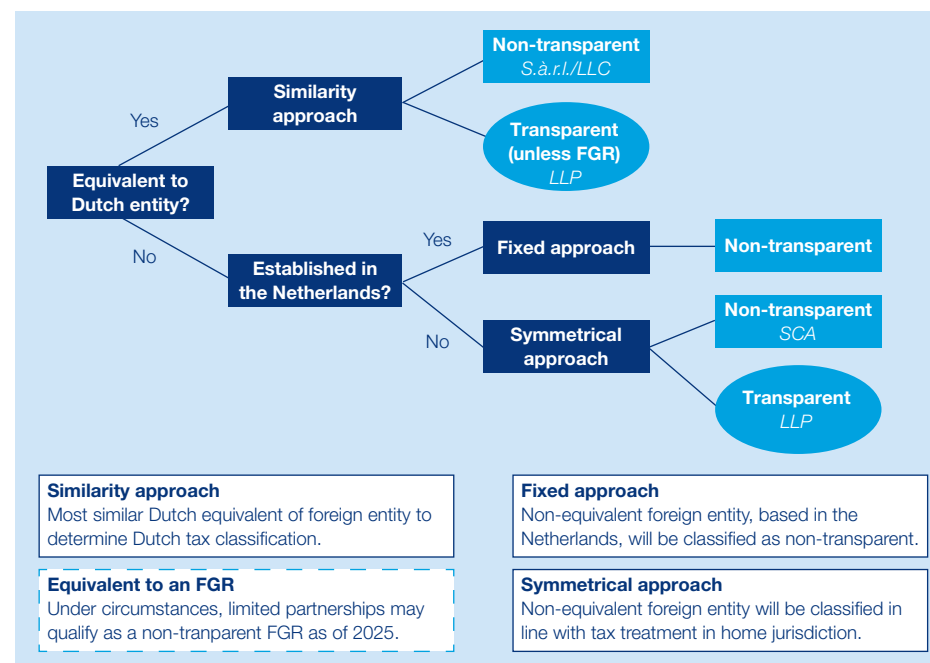 Non-transparent
S.à.r.l./LLC
Similarity
approach
Yes
Transparent
(unless FGR)
LLP
Equivalent to
Dutch entity?
No
Established in
the Netherlands?
Yes
Fixed approach
Non-transparent
No
Symmetrical
approach
Non-transparent
SCA
Transparent
LLP
Similarity approach
Most similar Dutch equivalent of foreign entity to
determine Dutch tax classification.
Fixed approach
Non-equivalent foreign entity, based in the
Netherlands, will be classified as non-transparent.
Equivalent to an FGR
Under circumstances, limited partnerships may
qualify as a non-tranparent FGR as of 2025.
Symmetrical approach
Non-equivalent foreign entity will be classified in
line with tax treatment in home jurisdiction.